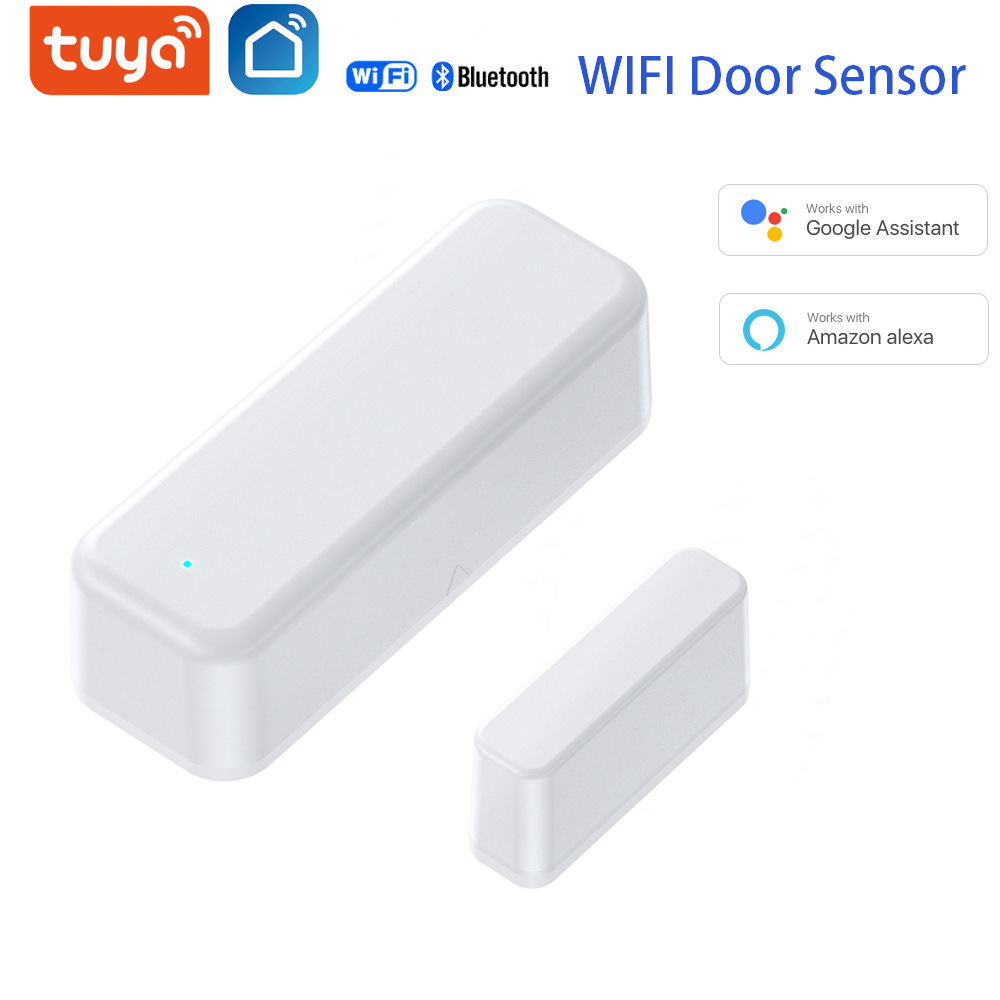 tuya
WiFi
Bluetooth
WIFI Door Sensor
Works with
Google Assistant
Works with
Amazon alexa